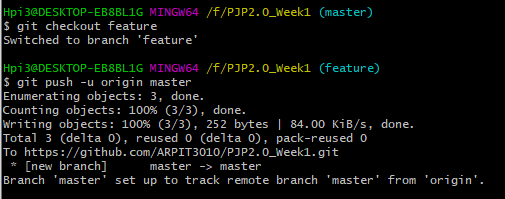 Hpi3@DESKTOP-EB8BL1G MINGW64 /f/PJP2.0_Week1 (master)
$ git checkout feature
Switched to branch 'feature'
Hpi3@DESKTOP-EB8BL1G MINGW64 /f/PJP2.0_Week1 (feature)
$ git push -u origin master
Enumerating objects: 3, done.
Counting objects: 100% (3/3), done.
Writing objects: 100% (3/3), 252 bytes | 84.00 KiB/s, done.
Total 3 (delta 0), reused 0 (delta 0), pack-reused 0
To https://github.com/ARPIT3010/PJP2.0_Week1.git
 * [new branch]      master -> master
Branch 'master' set up to track remote branch 'master' from 'origin'.